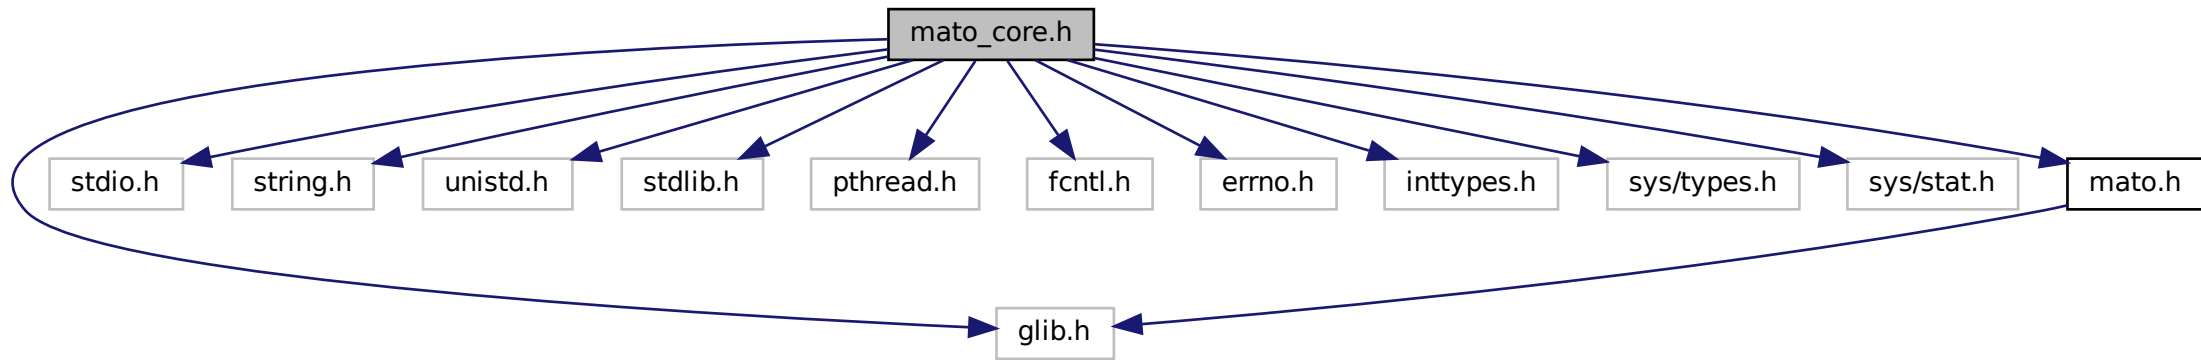 mato_core.h
stdio.h
string.h
unistd.h
stdlib.h
pthread.h
fcntl.h
errno.h
inttypes.h
sys/types.h
sys/stat.h
mato.h
glib.h